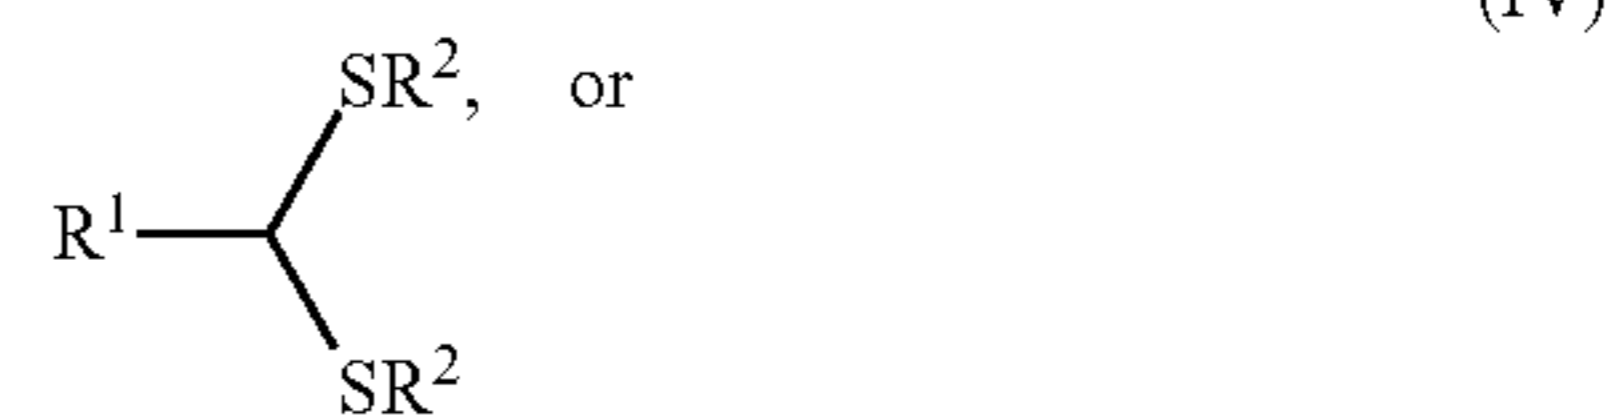 (IV)
SR², or
R¹
SR²